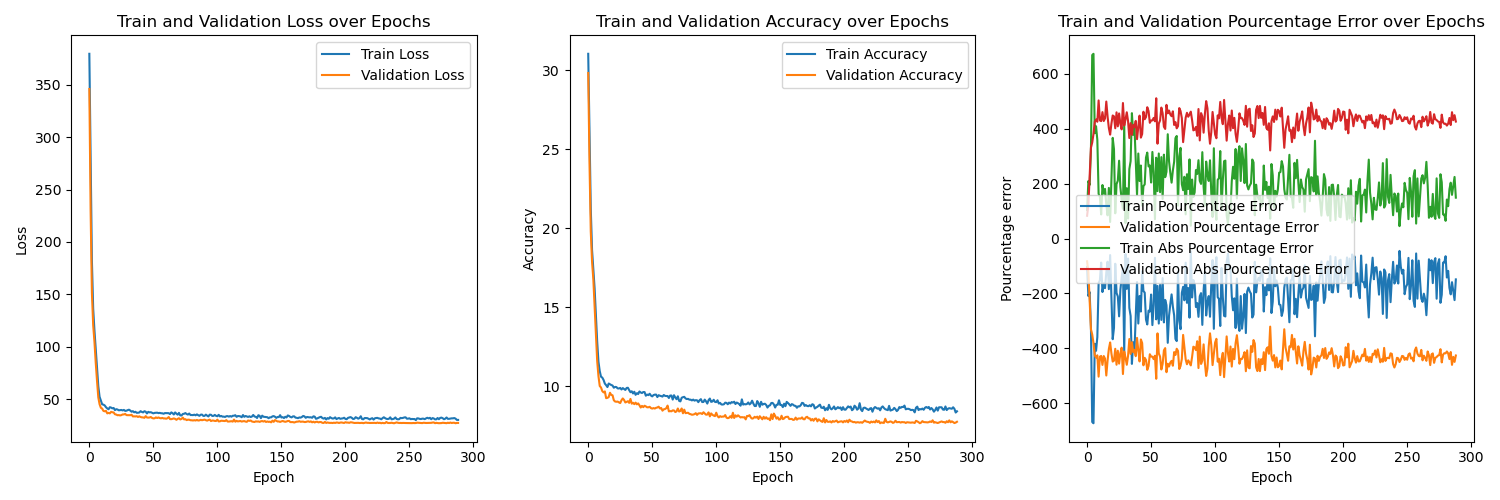 Train and Validation Loss over Epochs
Train Loss
Validation Loss
350
300
250
200
150
100
50
Loss
0 50 100 150 200 250 300
Epoch
Train and Validation Accuracy over Epochs
Train Accuracy
Validation Accuracy
30
25
20
15
10
Accuracy
0 50 100 150 200 250 300
Epoch
Train and Validation Pourcentage Error over Epochs
600
400
200
0
−200
−400
−600
Pourcentage error
Train Pourcentage Error
Validation Pourcentage Error
Train Abs Pourcentage Error
Validation Abs Pourcentage Error
0 50 100 150 200 250 300
Epoch